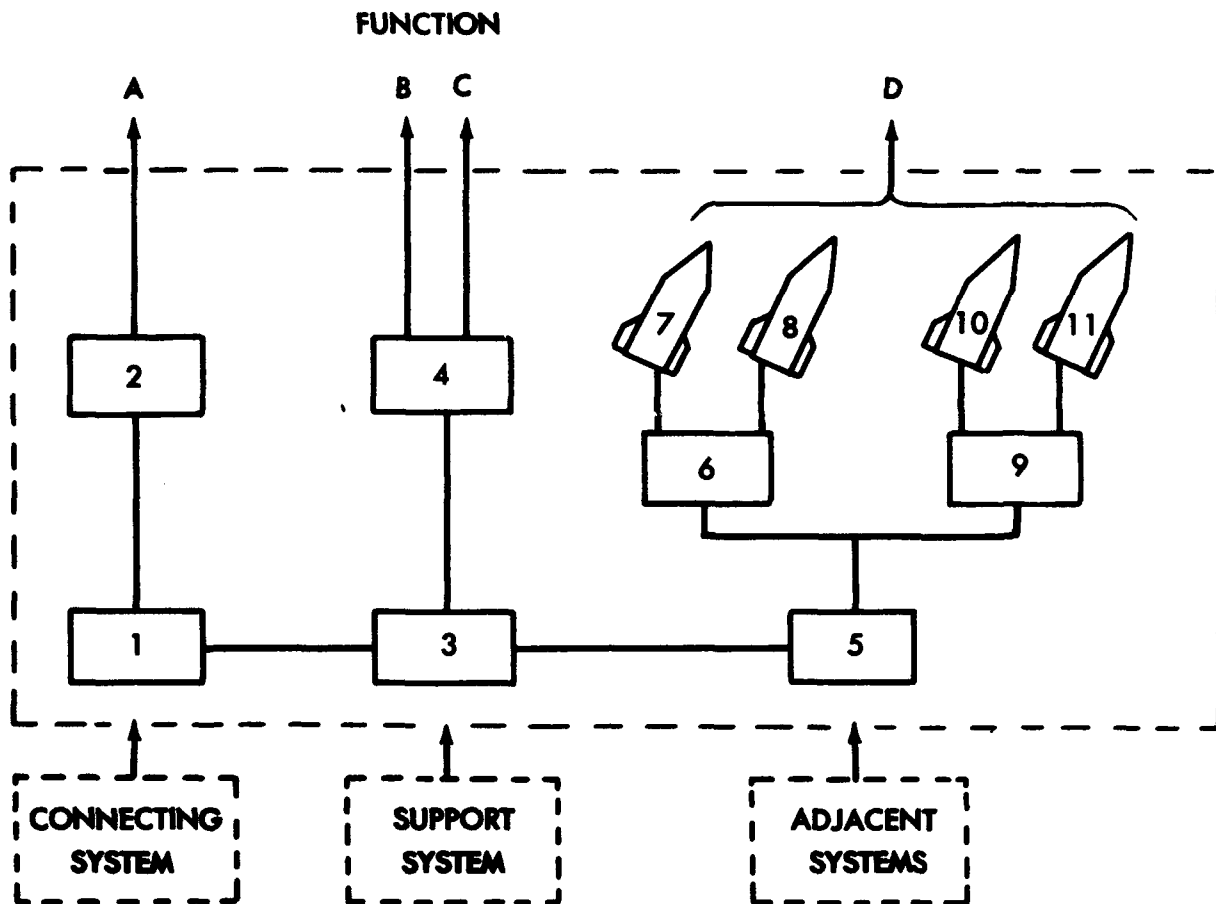 FUNCTION
A B C D
7 8 10 11
2 4
6 9
1 3 5
CONNECTING SYSTEM
SUPPORT SYSTEM
ADJACENT SYSTEMS